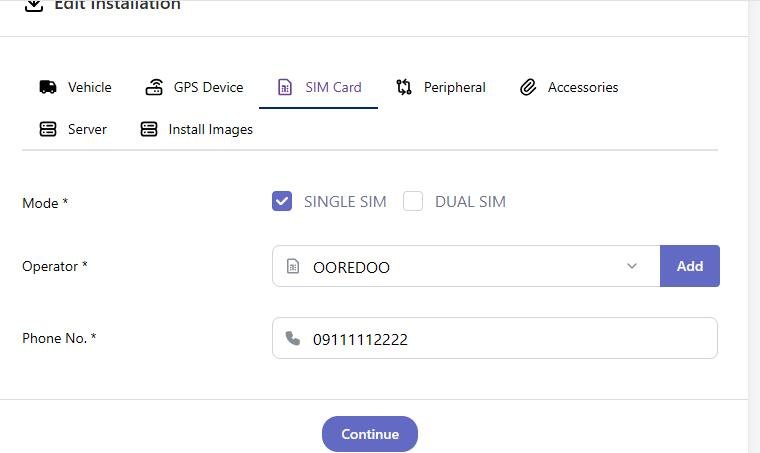 Edit Installation
Vehicle GPS Device SIM Card Peripheral Accessories
Server Install Images
Mode * SINGLE SIM DUAL SIM
Operator * OOREDOO Add
Phone No. * 09111112222
Continue